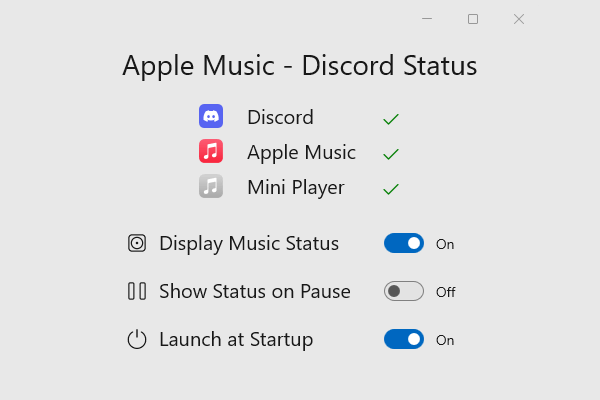 Apple Music - Discord Status
Discord
Apple Music
Mini Player
Display Music Status On
Show Status on Pause Off
Launch at Startup On